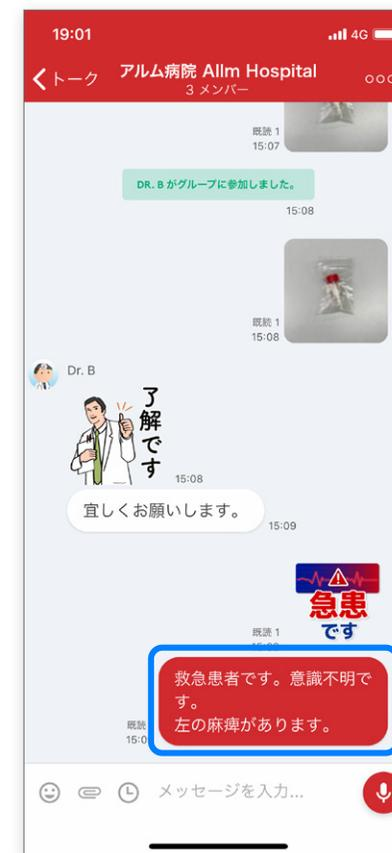 19:01
4G
トーク
アルム病院 Allm Hospital
3 メンバー
既読 1
15:07
DR. B がグループに参加しました。
15:08
既読 1
15:08
Dr. B
了解です
15:08
宜しくお願いします。
15:09
急患
です
既読 1
救急患者です。意識不明で
す。
左の麻痺があります。
既読
15:0
メッセージを入力...